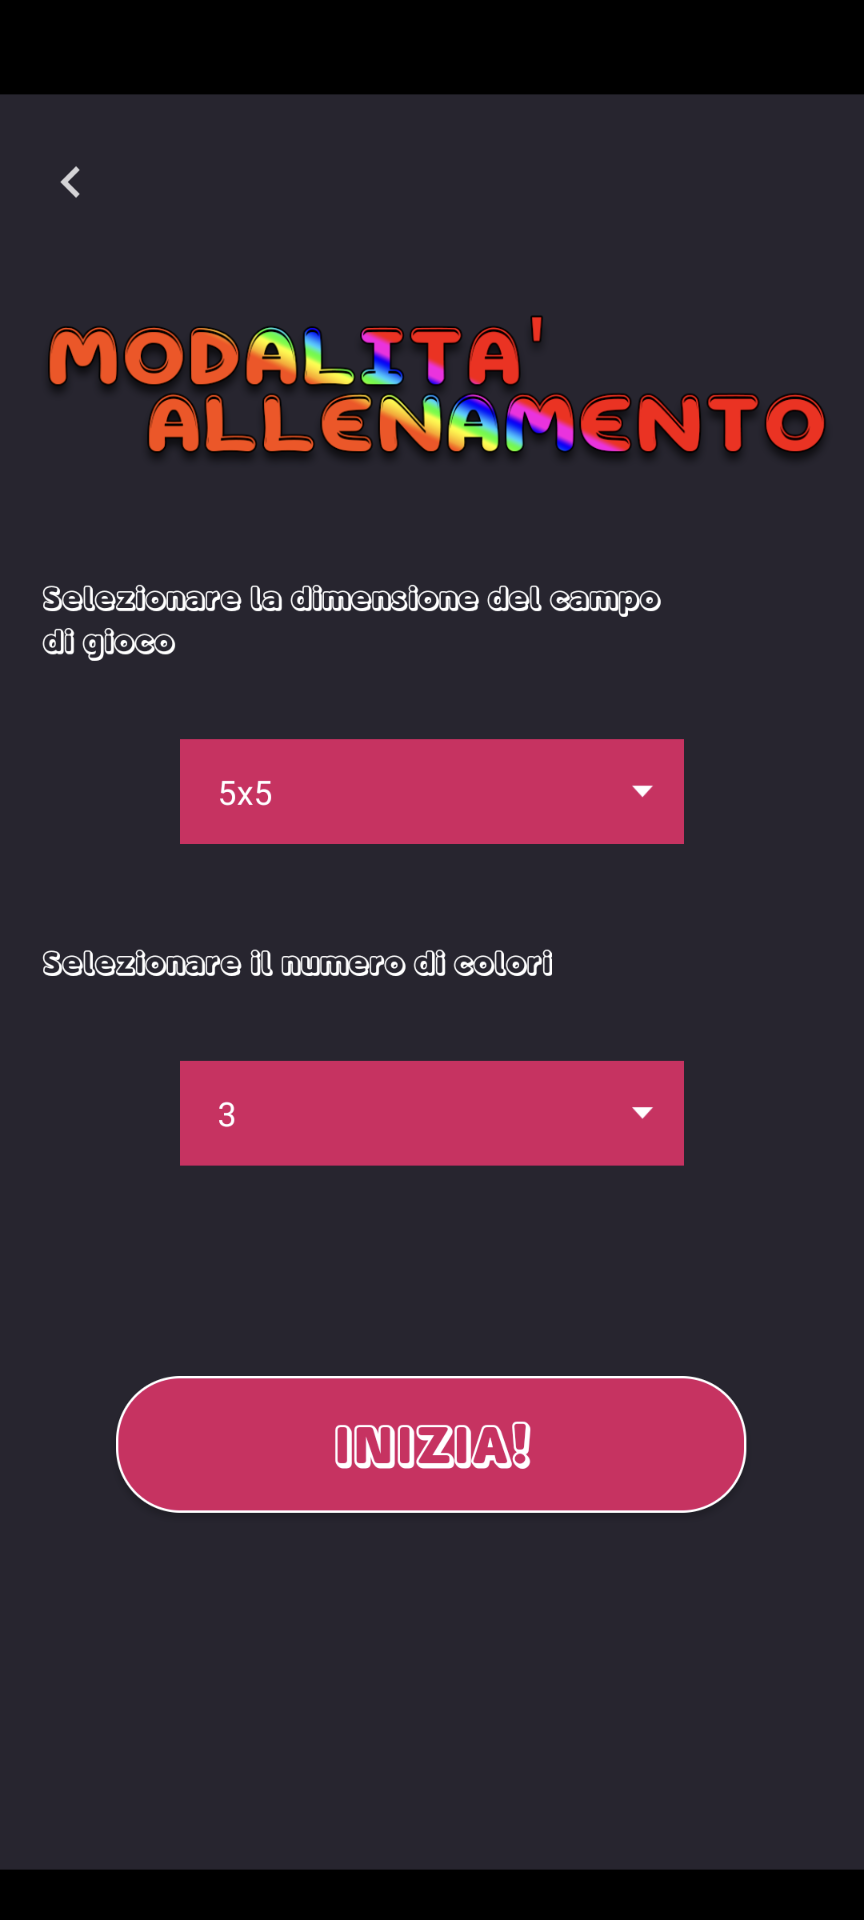 MODALITA'
ALLENAMENTO
Selezionare la dimensione del campo
di gioco
5x5
Selezionare il numero di colori
3
INIZIA!